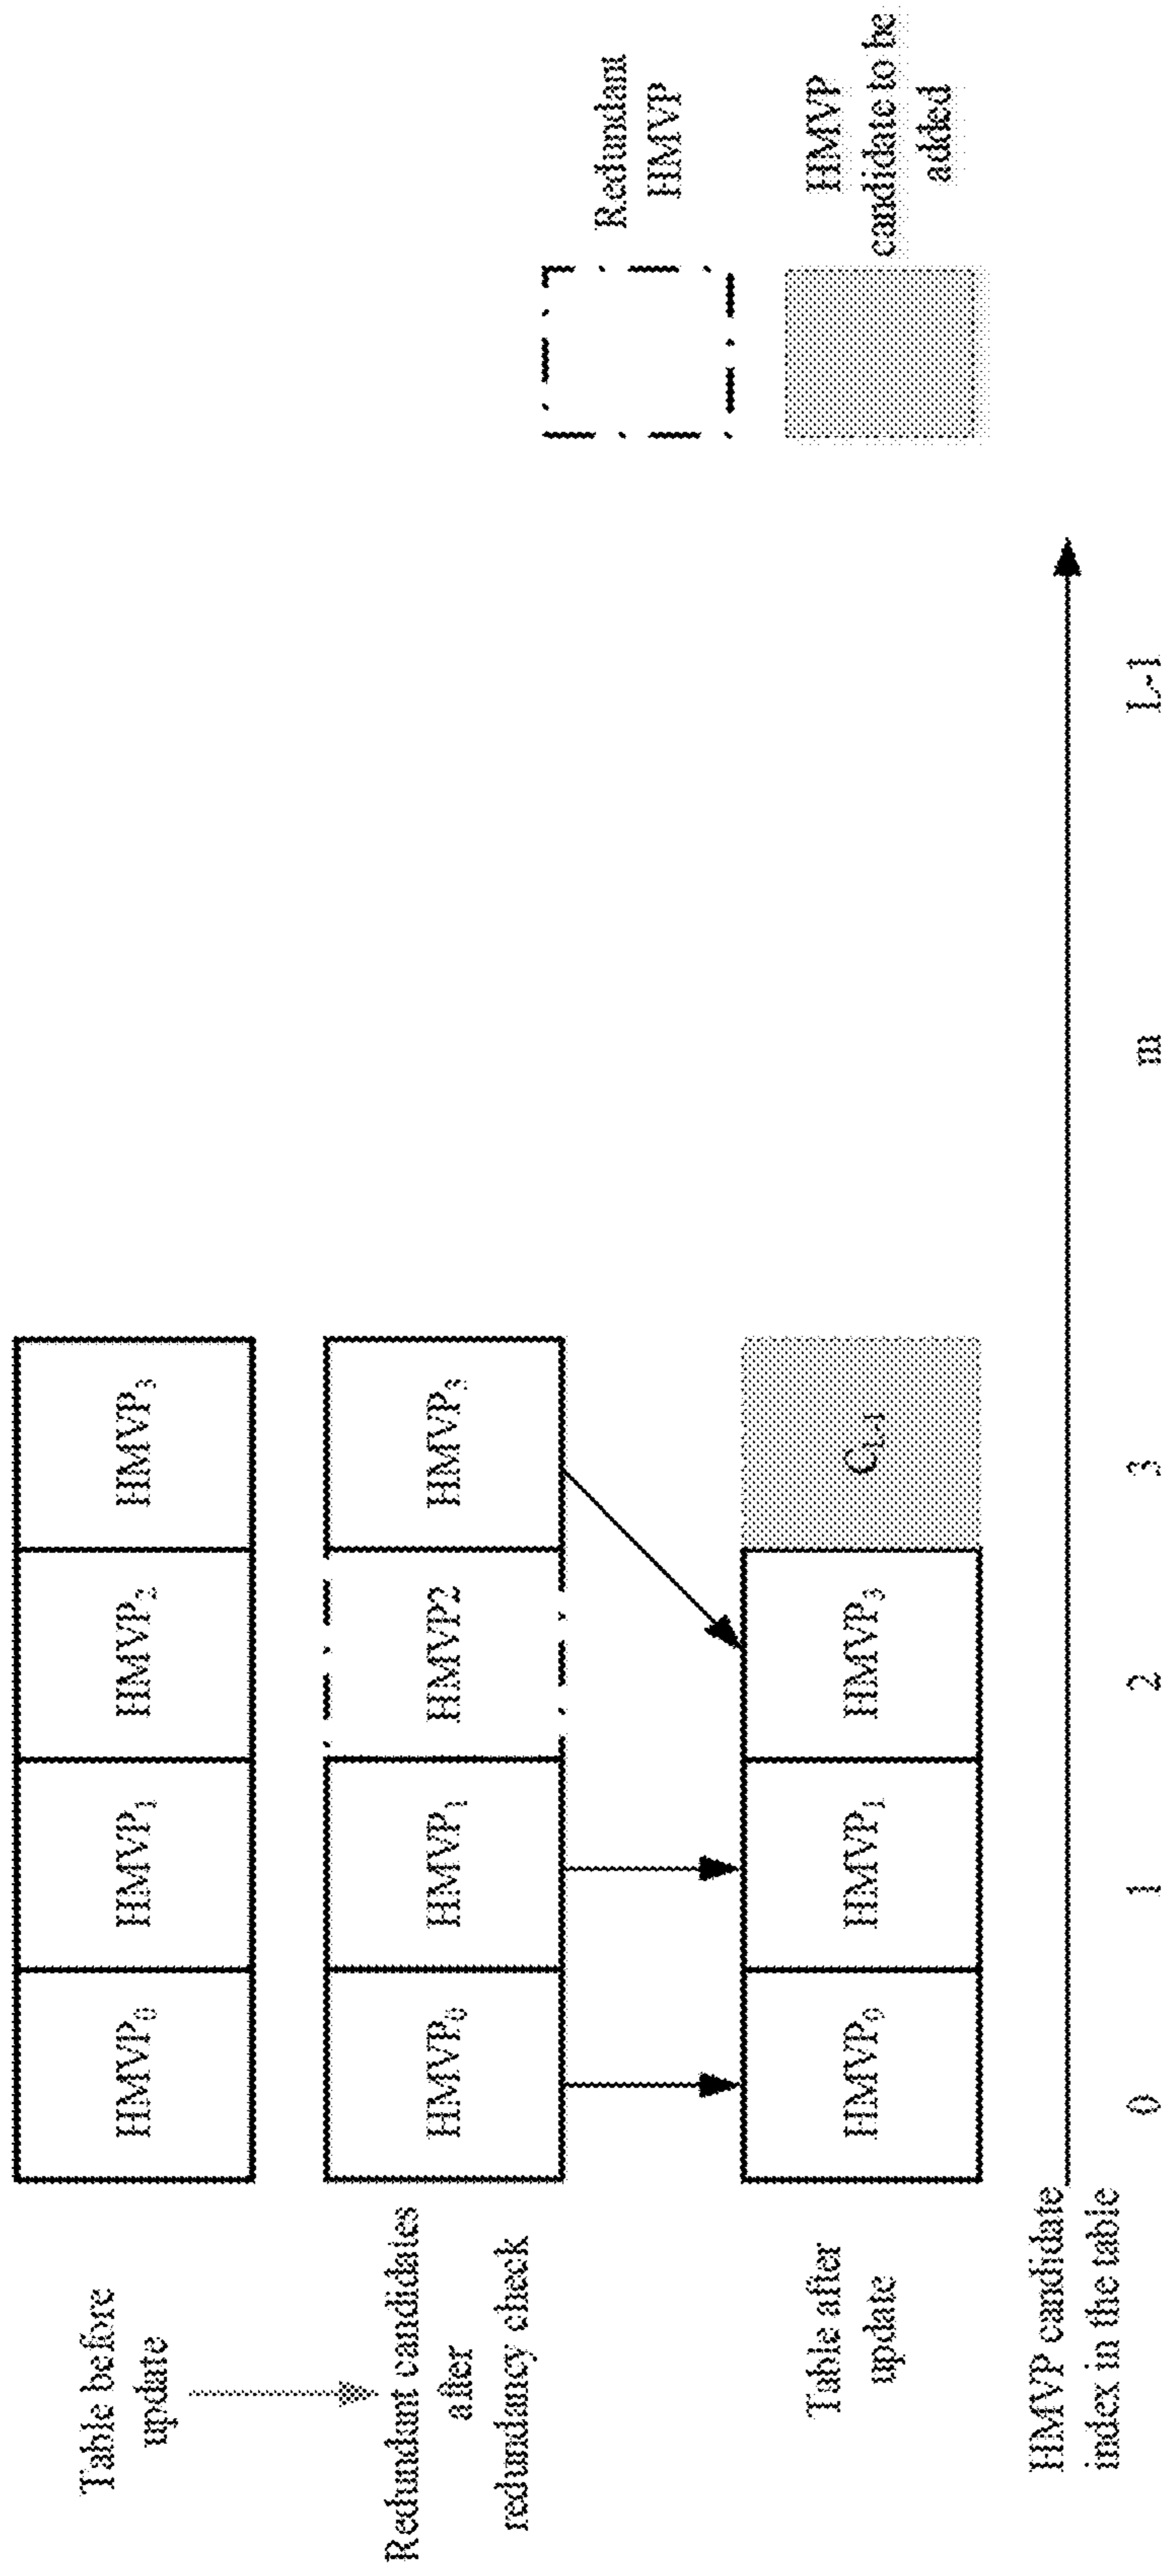 Table before
update
HMVP0
HMVP1
HMVP2
HMVP3
Redundant candidates
after
redundancy check
HMVP0
HMVP1
HMVP2
HMVP3
Redundant
HMVP
Table after
update
HMVP0
HMVP1
HMVP3
CL-1
HMVP
candidate to be
added
HMVP candidate
index in the table
0
1
2
3
m
L-1